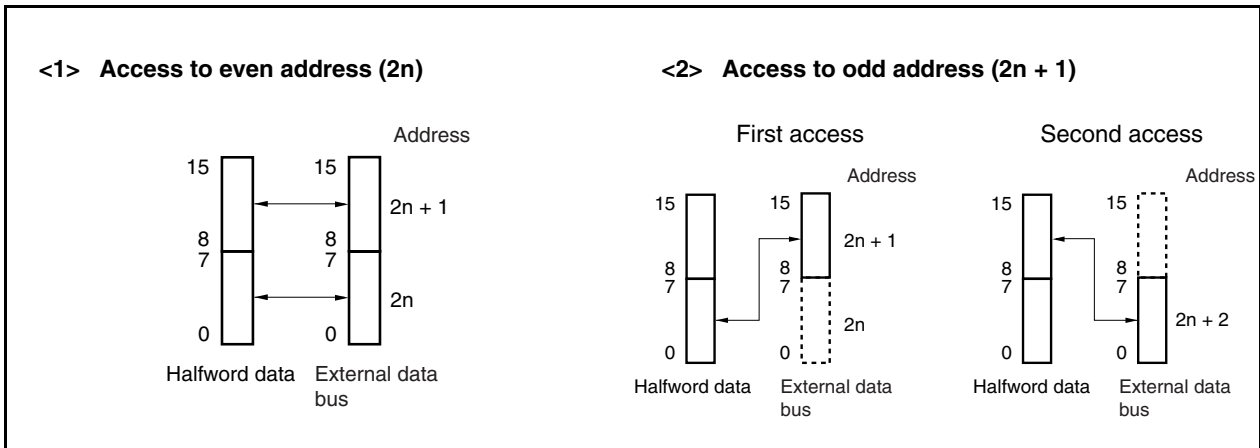 <1> Access to even address (2n)
Address
15 15
2n + 1
8 8
7 7
2n
0 0
Halfword data External data
bus
<2> Access to odd address (2n + 1)
First access
Address
15 15
2n + 1
8 8
7 7
2n
0 0
Halfword data External data
bus
Second access
Address
15 15
8 8
7 7
2n + 2
0 0
Halfword data External data
bus